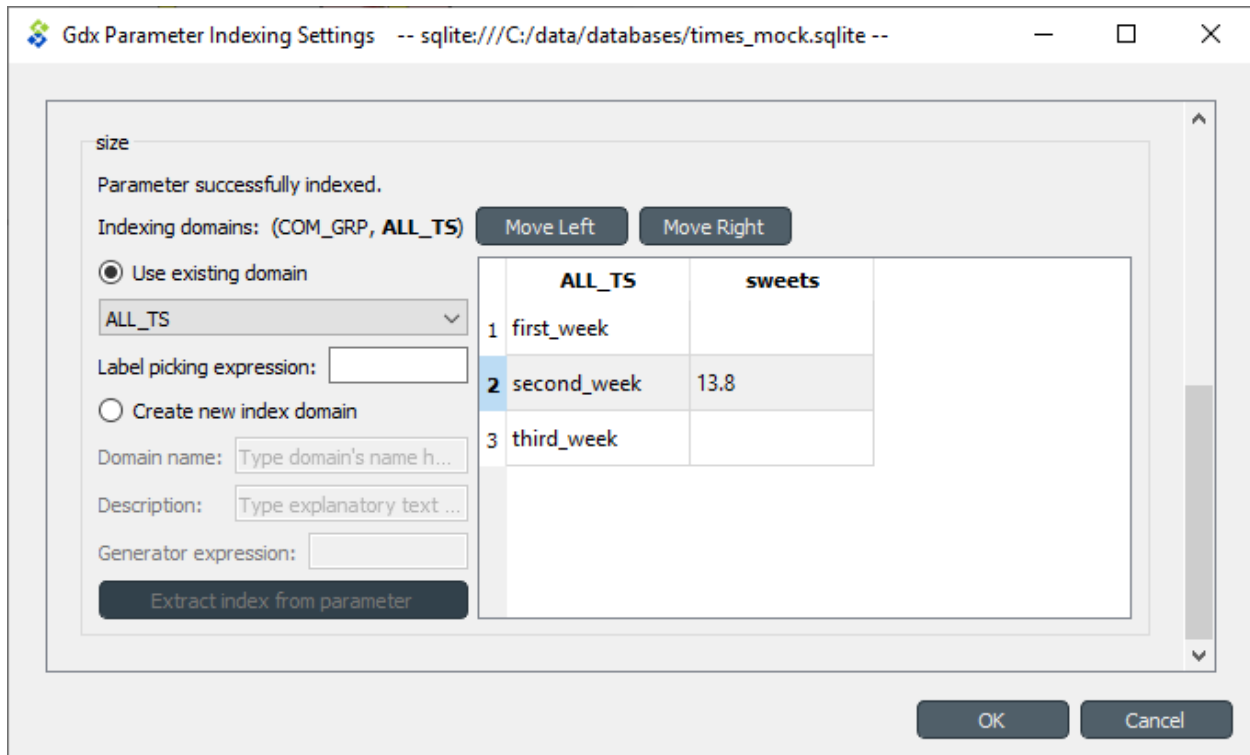 Gdx Parameter Indexing Settings -- sqlite:///C:/data/databases/times_mock.sqlite --
size
Parameter successfully indexed.
Indexing domains: (COM_GRP, ALL_TS) Move Left Move Right
Use existing domain
ALL_TS
Label picking expression:
Create new index domain
Domain name: Type domain's name h...
Description: Type explanatory text ...
Generator expression:
Extract index from parameter
ALL_TS sweets
1 first_week
2 second_week 13.8
3 third_week
OK Cancel